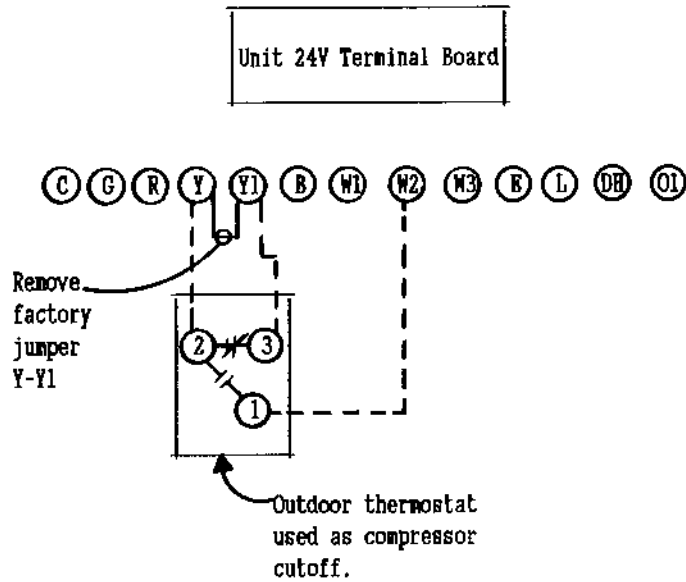 Unit 24V Terminal Board
C G R Y Y1 B W1 W2 W3 E L DH O1
Remove
factory
jumper
Y-Y1
2 3
1
Outdoor thermostat
used as compressor
cutoff.